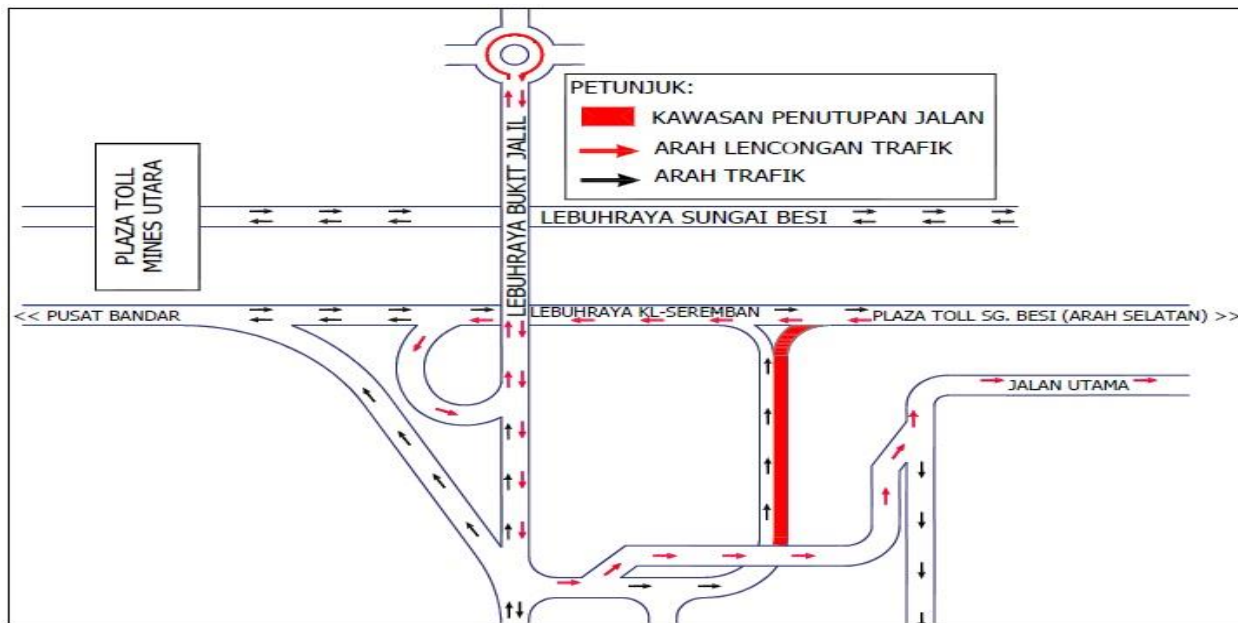 PETUNJUK:
KAWASAN PENUTUPAN JALAN
ARAH LENCONGAN TRAFIK
ARAH TRAFIK
LEBUHRAYA BUKIT JALIL
PLAZA TOLL
MINES UTARA
LEBUHRAYA SUNGAI BESI
<< PUSAT BANDAR
LEBUHRAYA KL-SEREMBAN
PLAZA TOLL SG. BESI (ARAH SELATAN) >>
JALAN UTAMA